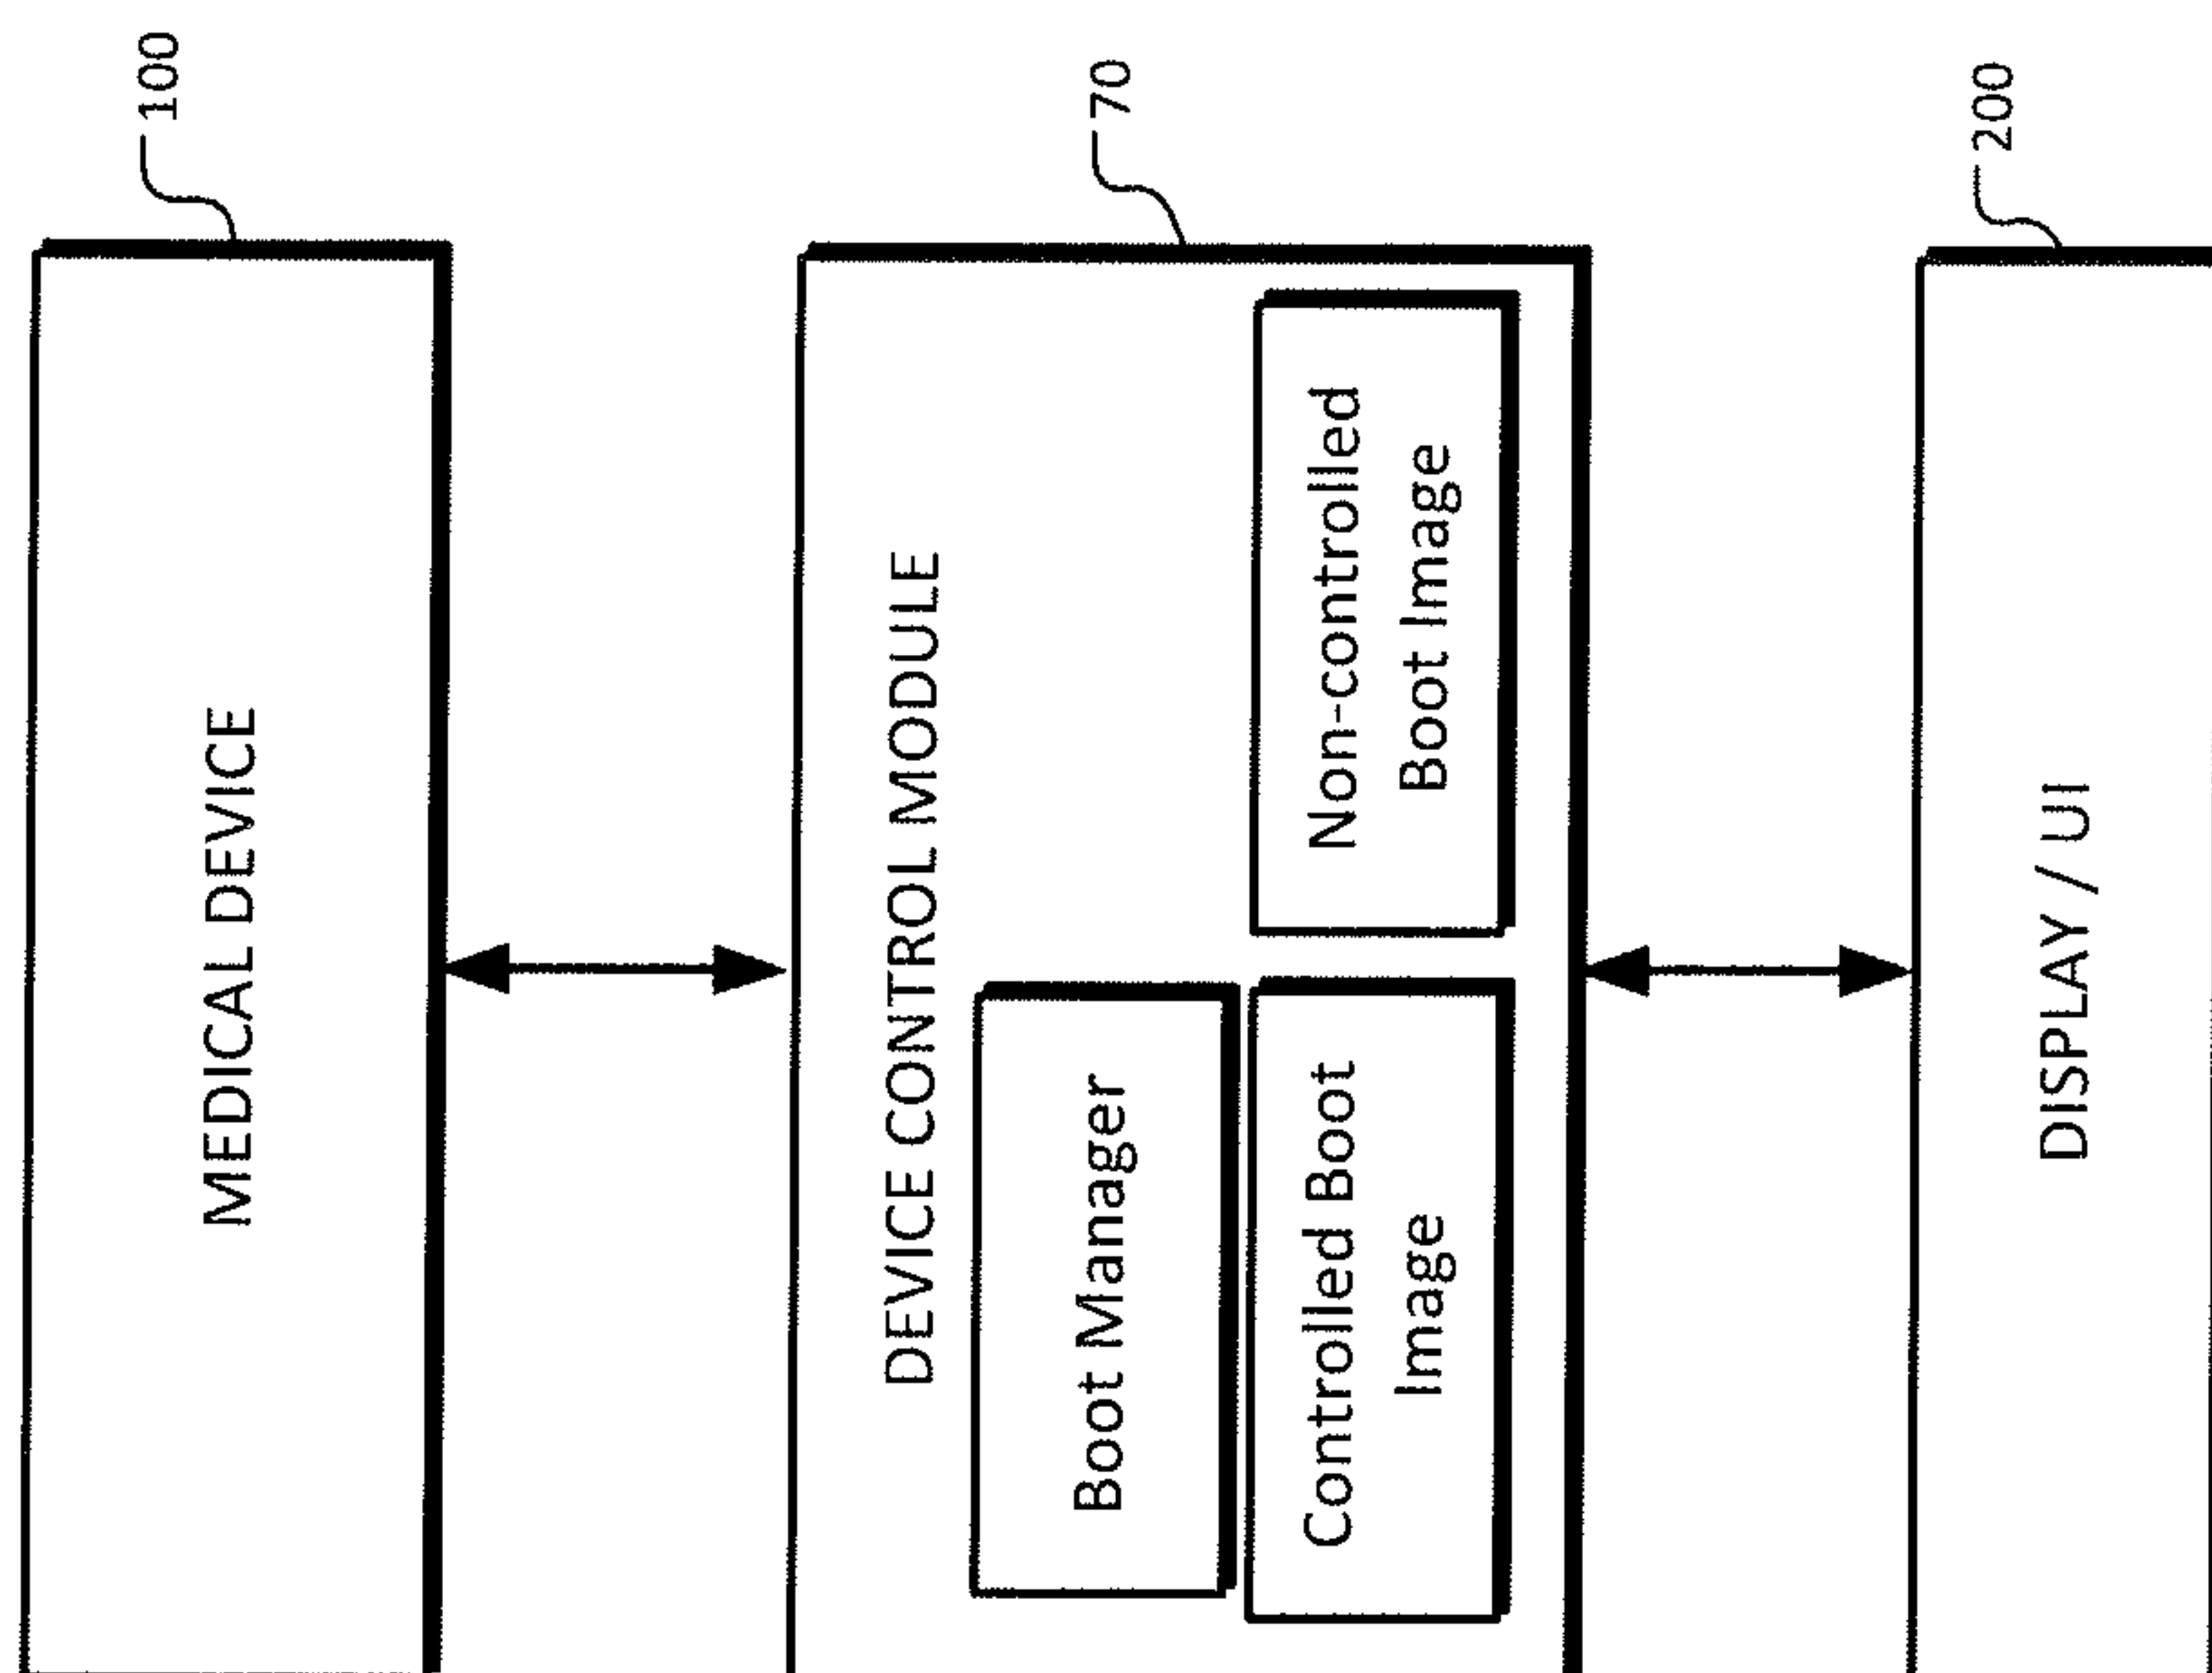 100
MEDICAL DEVICE
70
DEVICE CONTROL MODULE
Boot Manager
Controlled Boot
Image
Non-controlled
Boot Image
200
DISPLAY / UI